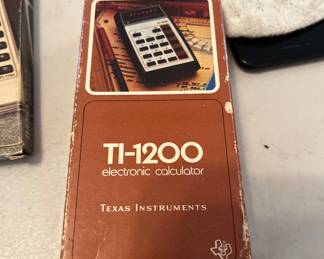 TI-1200
electronic calculator
TEXAS INSTRUMENTS